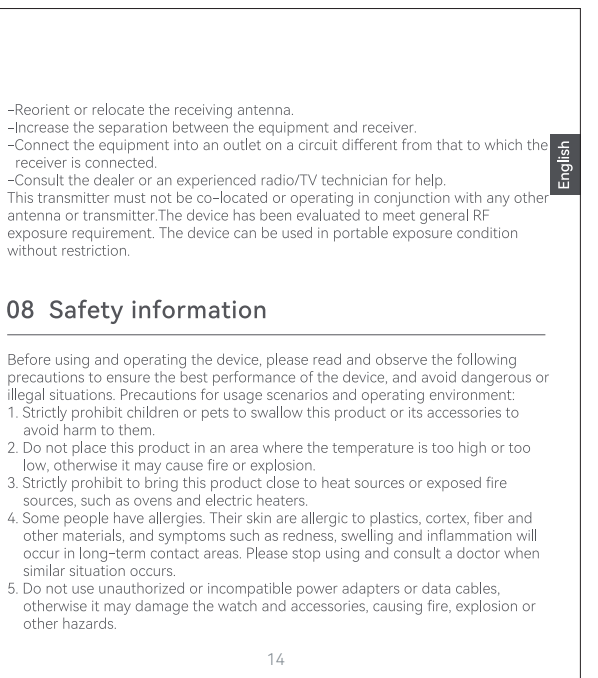 –Reorient or relocate the receiving antenna.
–Increase the separation between the equipment and receiver.
–Connect the equipment into an outlet on a circuit different from that to which the
receiver is connected.
–Consult the dealer or an experienced radio/TV technician for help.
This transmitter must not be co–located or operating in conjunction with any other
antenna or transmitter.The device has been evaluated to meet general RF
exposure requirement. The device can be used in portable exposure condition
without restriction.
English
08 Safety information
Before using and operating the device, please read and observe the following
precautions to ensure the best performance of the device, and avoid dangerous or
illegal situations. Precautions for usage scenarios and operating environment:
1. Strictly prohibit children or pets to swallow this product or its accessories to
avoid harm to them.
2. Do not place this product in an area where the temperature is too high or too
low, otherwise it may cause fire or explosion.
3. Strictly prohibit to bring this product close to heat sources or exposed fire
sources, such as ovens and electric heaters.
4. Some people have allergies. Their skin are allergic to plastics, cortex, fiber and
other materials, and symptoms such as redness, swelling and inflammation will
occur in long–term contact areas. Please stop using and consult a doctor when
similar situation occurs.
5. Do not use unauthorized or incompatible power adapters or data cables,
otherwise it may damage the watch and accessories, causing fire, explosion or
other hazards.
14